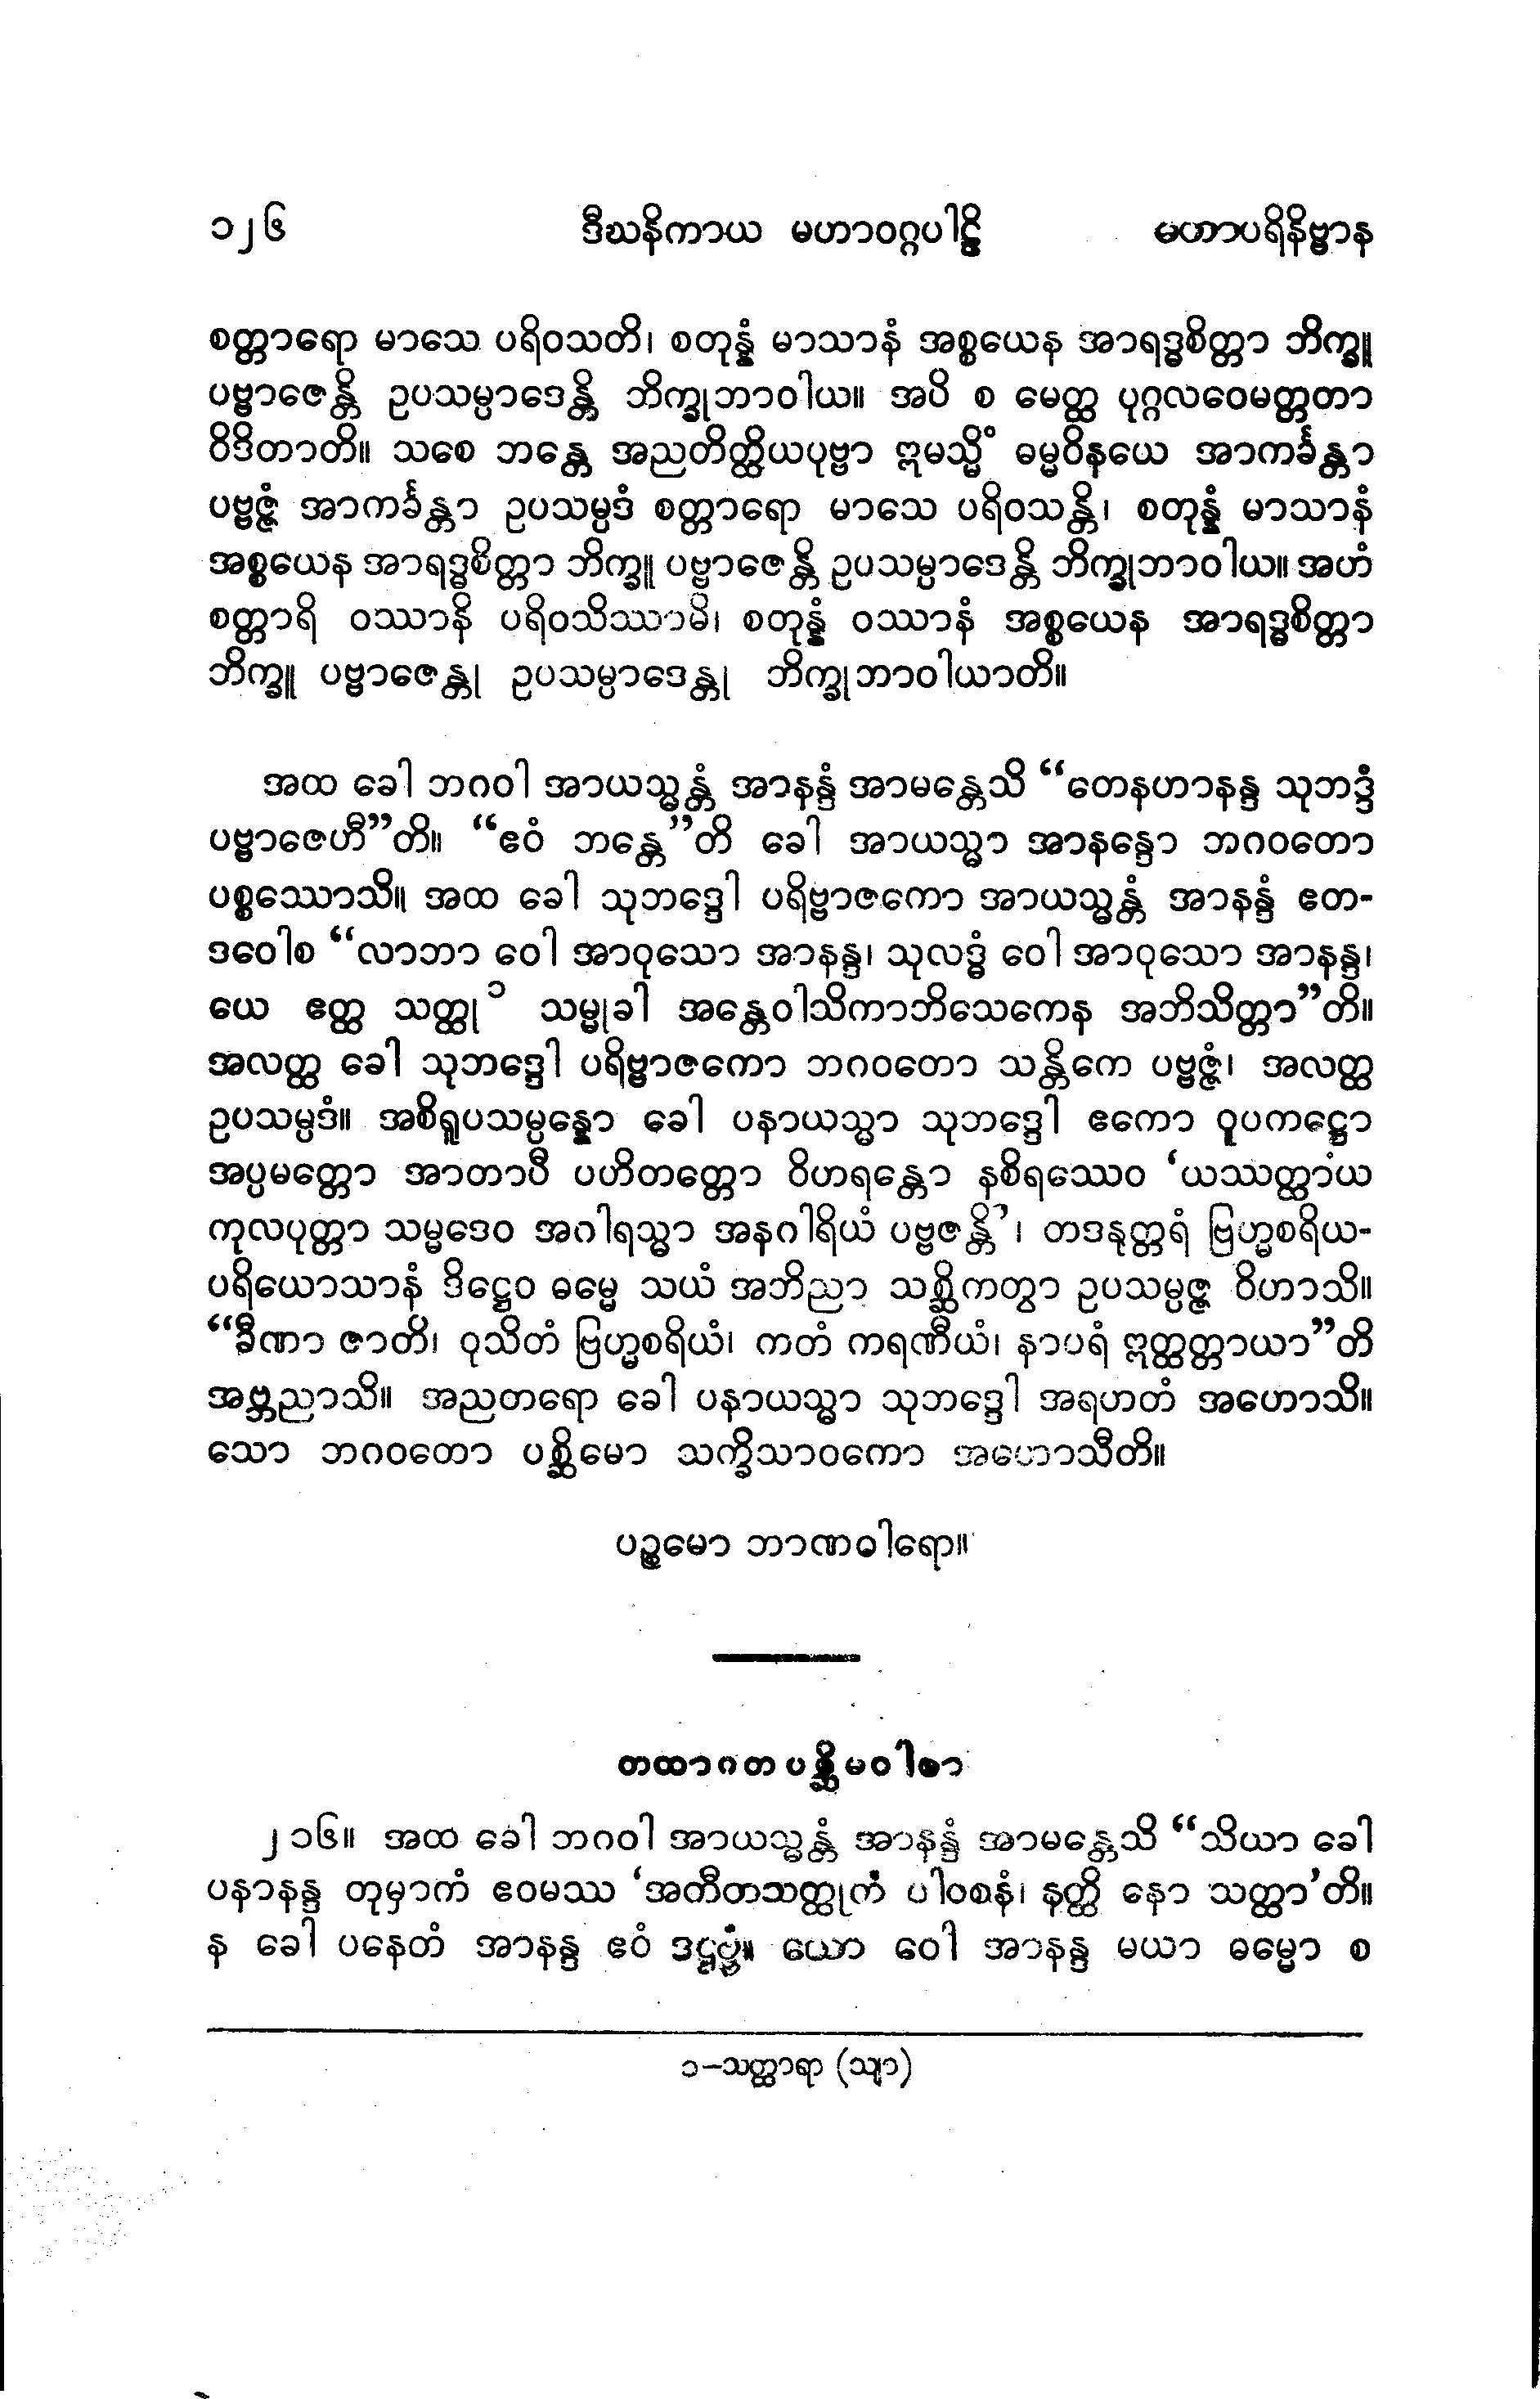 ၁၂၆ ဒီဃနိကာယ မဟာဝဂ္ဂပါဠိ မဟာပရိနိဗ္ဗာန
စတ္တာရော မာသေ ပရိဝသတိ၊ စတုန္နံ မာသာနံ အစ္စယေန အာရဒ္ဓစိတ္တာ ဘိက္ခူ
ပဗ္ဗာဇေန္တိ ဥပသမ္ပာဒေန္တိ ဘိက္ခုဘာဝါယ။ အပိ စ မေတ္ထ ပုဂ္ဂလဝေမတ္တတာ
ဝိဒိတာတိ။ သစေ ဘန္တေ အညတိတ္ထိယပုဗ္ဗာ ဣမသ္မိံ ဓမ္မဝိနယေ အာကင်္ခန္တာ
ပဗ္ဗဇ္ဇံ အာကင်္ခန္တာ ဥပသမ္ပဒံ စတ္တာရော မာသေ ပရိဝသန္တိ၊ စတုန္နံ မာသာနံ
အစ္စယေန အာရဒ္ဓစိတ္တာ ဘိက္ခူ ပဗ္ဗာဇေန္တိ ဥပသမ္ပာဒေန္တိ ဘိက္ခုဘာဝါယ။ အဟံ
စတ္တာရိ ဝဿာနိ ပရိဝသိဿာမိ၊ စတုန္နံ ဝဿာနံ အစ္စယေန အာရဒ္ဓစိတ္တာ
ဘိက္ခူ ပဗ္ဗာဇေန္တု ဥပသမ္ပာဒေန္တု ဘိက္ခုဘာဝါယာတိ။
အထ ခေါ ဘဂဝါ အာယသ္မန္တံ အာနန္ဒံ အာမန္တေသိ “တေနဟာနန္ဒ သုဘဒ္ဒံ
ပဗ္ဗာဇေဟီ”တိ။ “ဧဝံ ဘန္တေ”တိ ခေါ အာယသ္မာ အာနန္ဒော ဘဂဝတော
ပစ္စဿောသိ။ အထ ခေါ သုဘဒ္ဒေါ ပရိဗ္ဗာဇကော အာယသ္မန္တံ အာနန္ဒံ ဧတ-
ဒဝေါစ “လာဘာ ဝေါ အာဝုသော အာနန္ဒ၊ သုလဒ္ဓံ ဝေါ အာဝုသော အာနန္ဒ၊
ယေ ဧတ္ထ သတ္ထု ၁ သမ္မုခါ အန္တေဝါသိကာဘိသေကေန အဘိသိတ္တာ”တိ။
အလတ္ထ ခေါ သုဘဒ္ဒေါ ပရိဗ္ဗာဇကော ဘဂဝတော သန္တိကေ ပဗ္ဗဇ္ဇံ၊ အလတ္ထ
ဥပသမ္ပဒံ။ အစိရူပသမ္ပန္နော ခေါ ပနာယသ္မာ သုဘဒ္ဒေါ ဧကော ဝူပကဋ္ဌော
အပ္ပမတ္တော အာတာပီ ပဟိတတ္တော ဝိဟရန္တော နစိရဿေဝ ‘ယဿတ္ထာယ
ကုလပုတ္တာ သမ္မဒေဝ အဂါရသ္မာ အနဂါရိယံ ပဗ္ဗဇန္တိ’၊ တဒနုတ္တရံ ဗြဟ္မစရိယ-
ပရိယောသာနံ ဒိဋ္ဌေဝ ဓမ္မေ သယံ အဘိညာ သစ္ဆိကတွာ ဥပသမ္ပဇ္ဇ ဝိဟာသိ။
“ခီဏာ ဇာတိ၊ ဝုသိတံ ဗြဟ္မစရိယံ၊ ကတံ ကရဏီယံ၊ နာပရံ ဣတ္ထတ္တာယာ”တိ
အဗ္ဘညာသိ။ အညတရော ခေါ ပနာယသ္မာ သုဘဒ္ဒေါ အရဟတံ အဟောသိ။
သော ဘဂဝတော ပစ္ဆိမော သက္ခိသာဝကော အဟောသီတိ။
ပဉ္စမော ဘာဏဝါရော။
တထာဂတပစ္ဆိမဝါစာ
၂၁၆။ အထ ခေါ ဘဂဝါ အာယသ္မန္တံ အာနန္ဒံ အာမန္တေသိ “သိယာ ခေါ
ပနာနန္ဒ တုမှာကံ ဧဝမဿ ‘အတီတသတ္ထုကံ ပါဝစနံ၊ နတ္ထိ နော သတ္ထာ’တိ။
န ခေါ ပနေတံ အာနန္ဒ ဧဝံ ဒဋ္ဌဗ္ဗံ။ ယော ဝေါ အာနန္ဒ မယာ ဓမ္မော စ
၁-သတ္ထာရာ (သျာ)